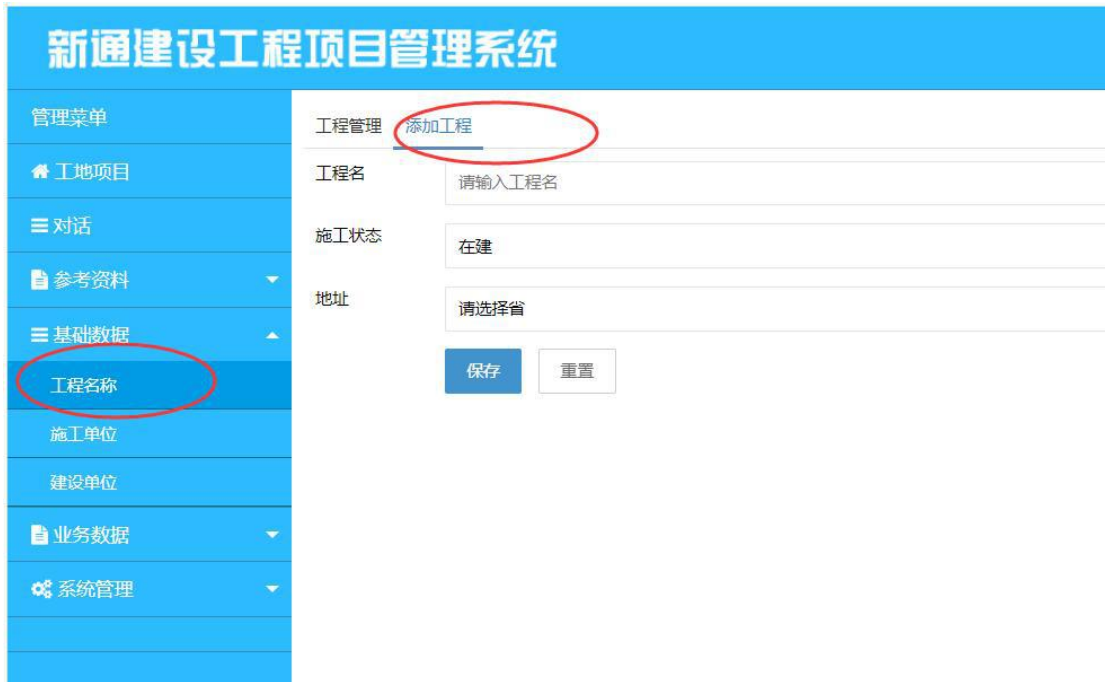 新通建设工程项目管理系统
管理菜单
工地项目
对话
参考资料
基础数据
工程名称
施工单位
建设单位
业务数据
系统管理
工程管理 添加工程
工程名 请输入工程名
施工状态 在建
地址 请选择省
保存 重置